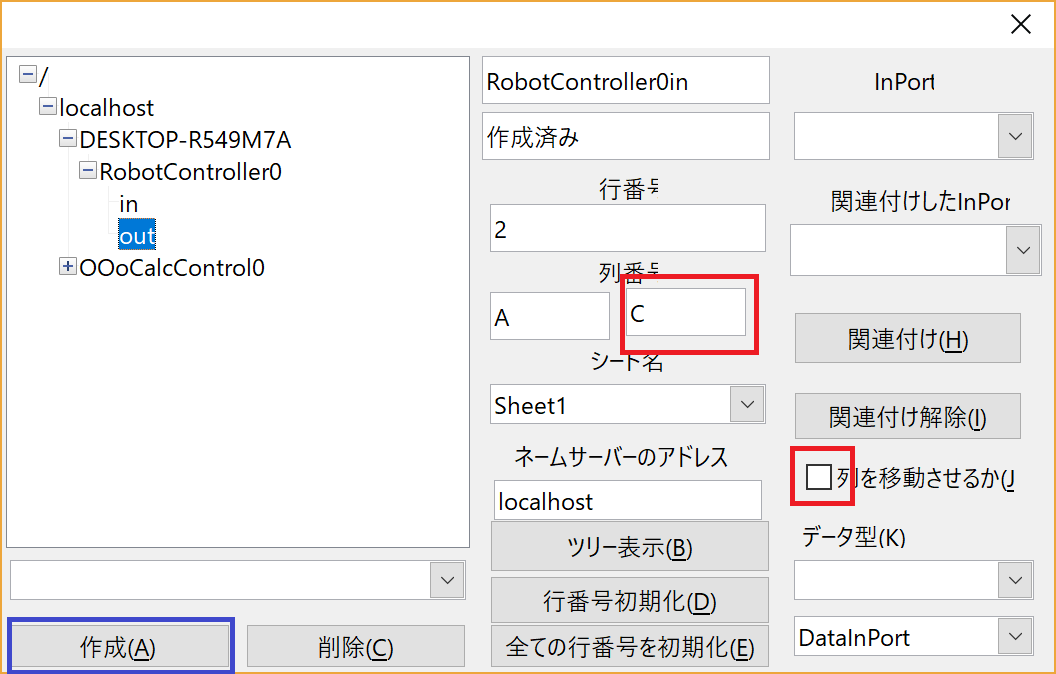 /
localhost
DESKTOP-R549M7A
RobotController0
in
out
OOoCalcControl0
作成(A)
削除(C)
RobotController0in
作成済み
行番号
2
列番号
A
C
シート名
Sheet1
ネームサーバーのアドレス
localhost
ツリー表示(B)
行番号初期化(D)
全ての行番号を初期化(E)
InPort
関連付けしたInPor
関連付け(H)
関連付け解除(I)
列を移動させるか(J
データ型(K)
DataInPort